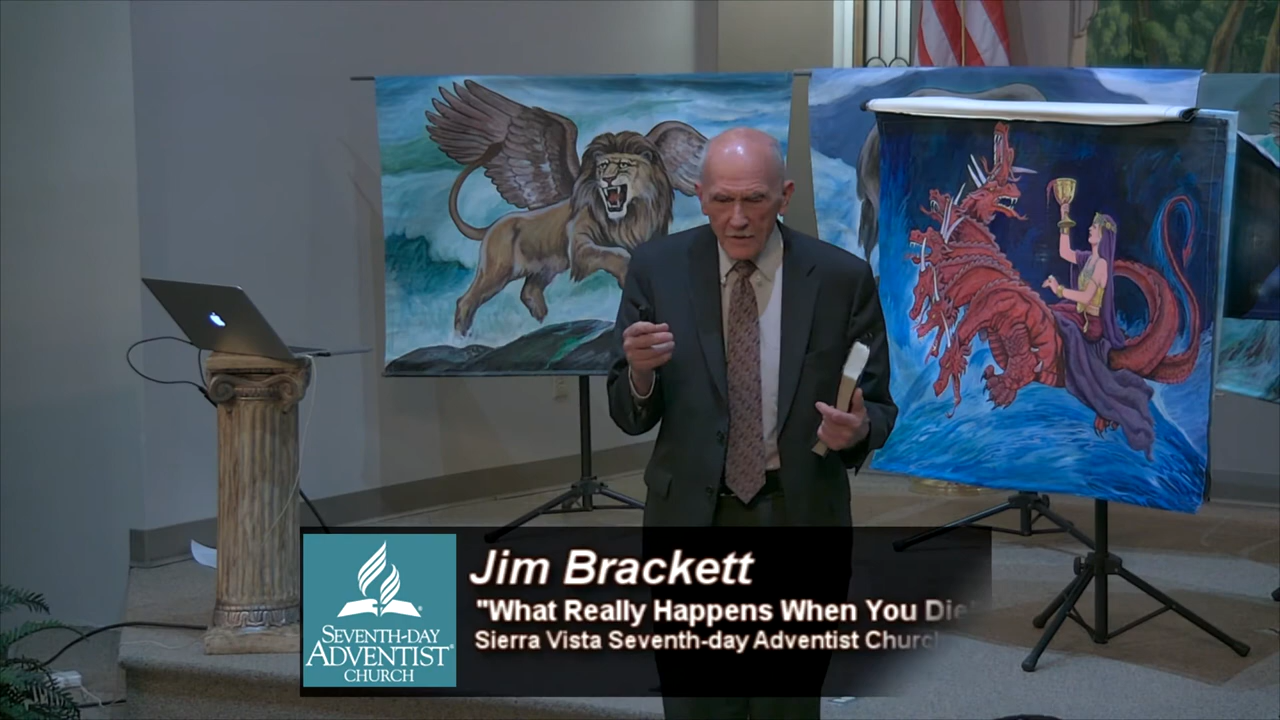 Jim Brackett
"What Really Happens When You Die"
Sierra Vista Seventh-day Adventist Church
SEVENTH-DAY
ADVENTIST®
CHURCH